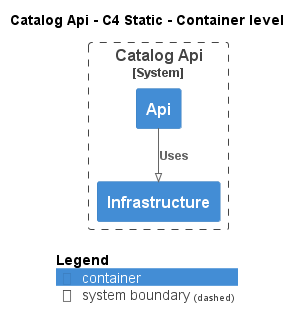 Catalog Api - C4 Static - Container level
Catalog Api
[System]
Api
Uses
Infrastructure
Legend
container
system boundary (dashed)